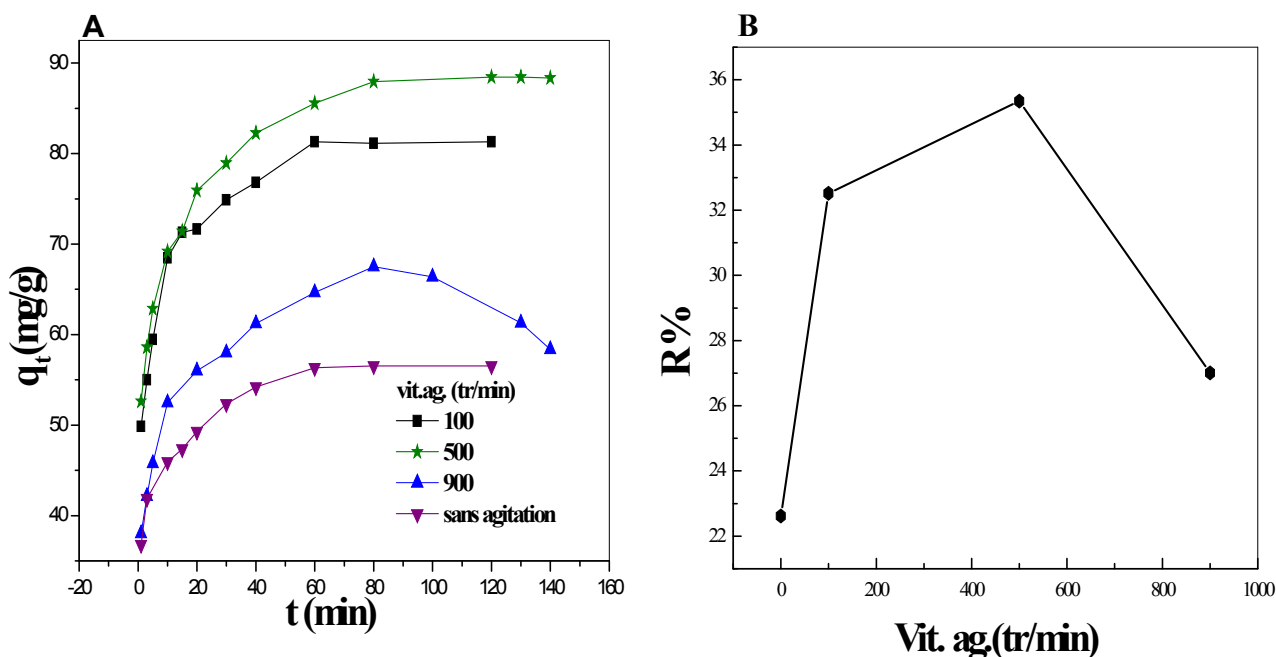 A
90
80
70
60
50
40
q_t(mg/g)
vit.ag. (tr/min)
100
500
900
sans agitation
-20 0 20 40 60 80 100 120 140 160
t (min)
B
36
34
32
30
28
26
24
22
R%
0 200 400 600 800 1000
Vit. ag.(tr/min)